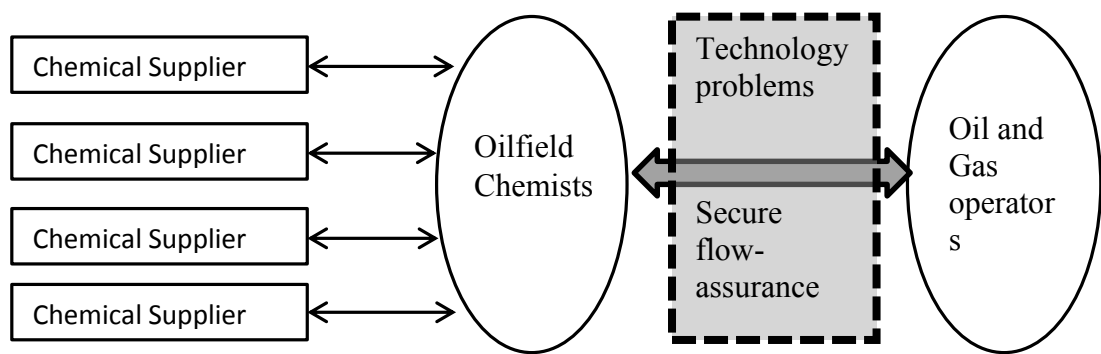 Chemical Supplier
Chemical Supplier
Chemical Supplier
Chemical Supplier
Oilfield
Chemists
Technology
problems
Secure
flow-
assurance
Oil and
Gas
operator
s